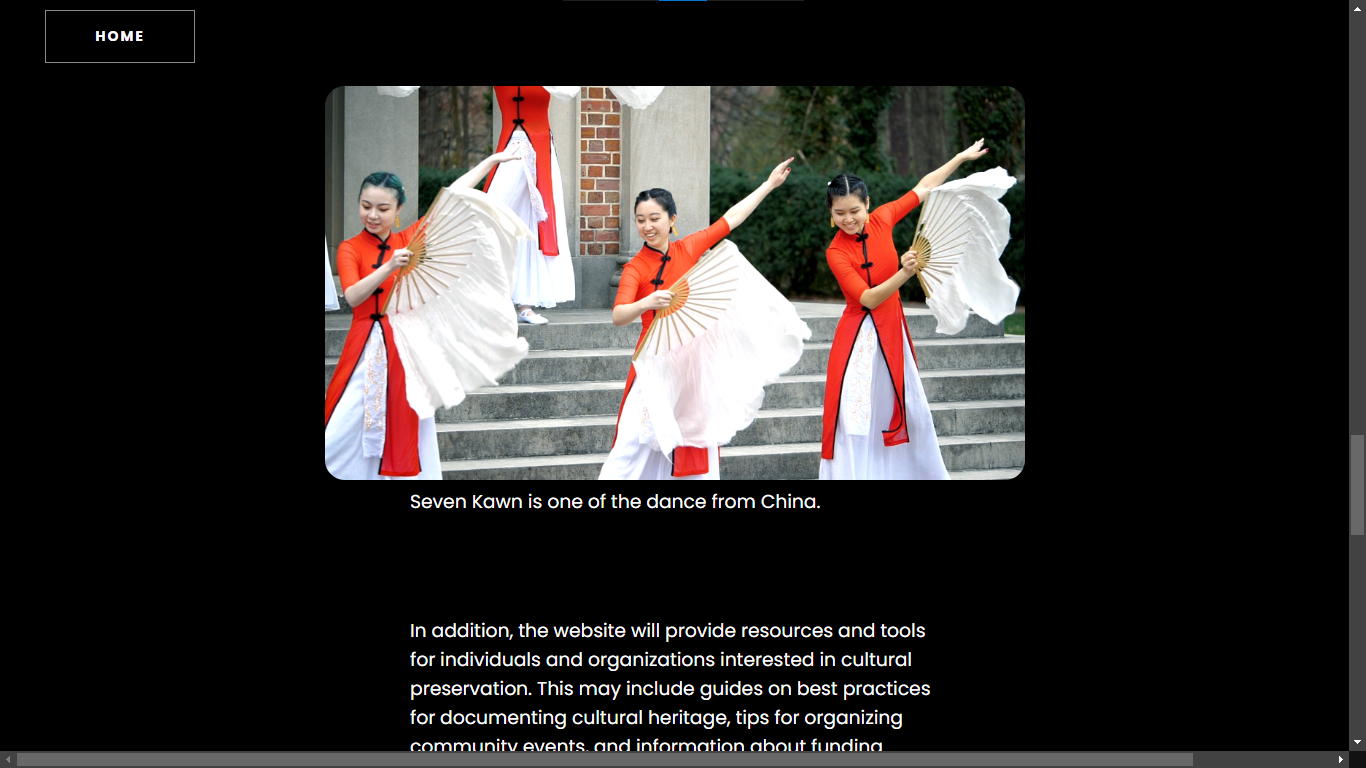 HOME
Seven Kawn is one of the dance from China.
In addition, the website will provide resources and tools
for individuals and organizations interested in cultural
preservation. This may include guides on best practices
for documenting cultural heritage, tips for organizing
community events, and information about funding